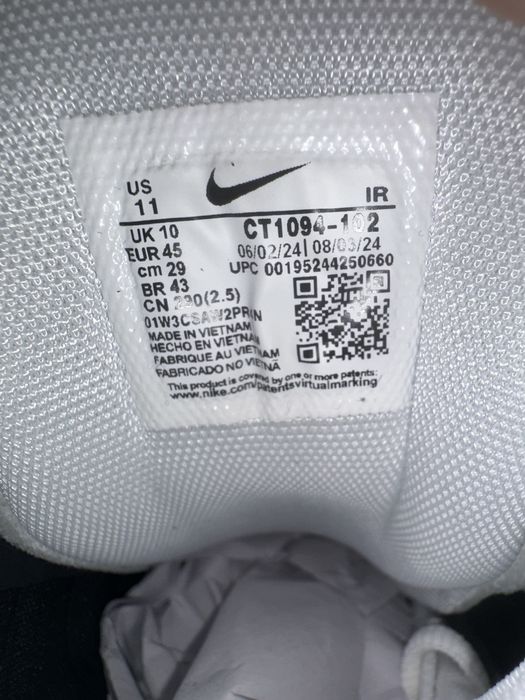 US
11
IR
UK 10
EUR 45
cm 29
BR 43
CN 290(2.5)
CT1094-102
06/02/24 | 08/03/24
UPC 00195244250660
MADE IN VIETNAM
HECHO EN VIETNAM
FABRIQUE AU VIETNAM
FABRICADO NO VIETNÃ
This product is covered by one or more patents:
www.nike.com/patentsvirtualmarking